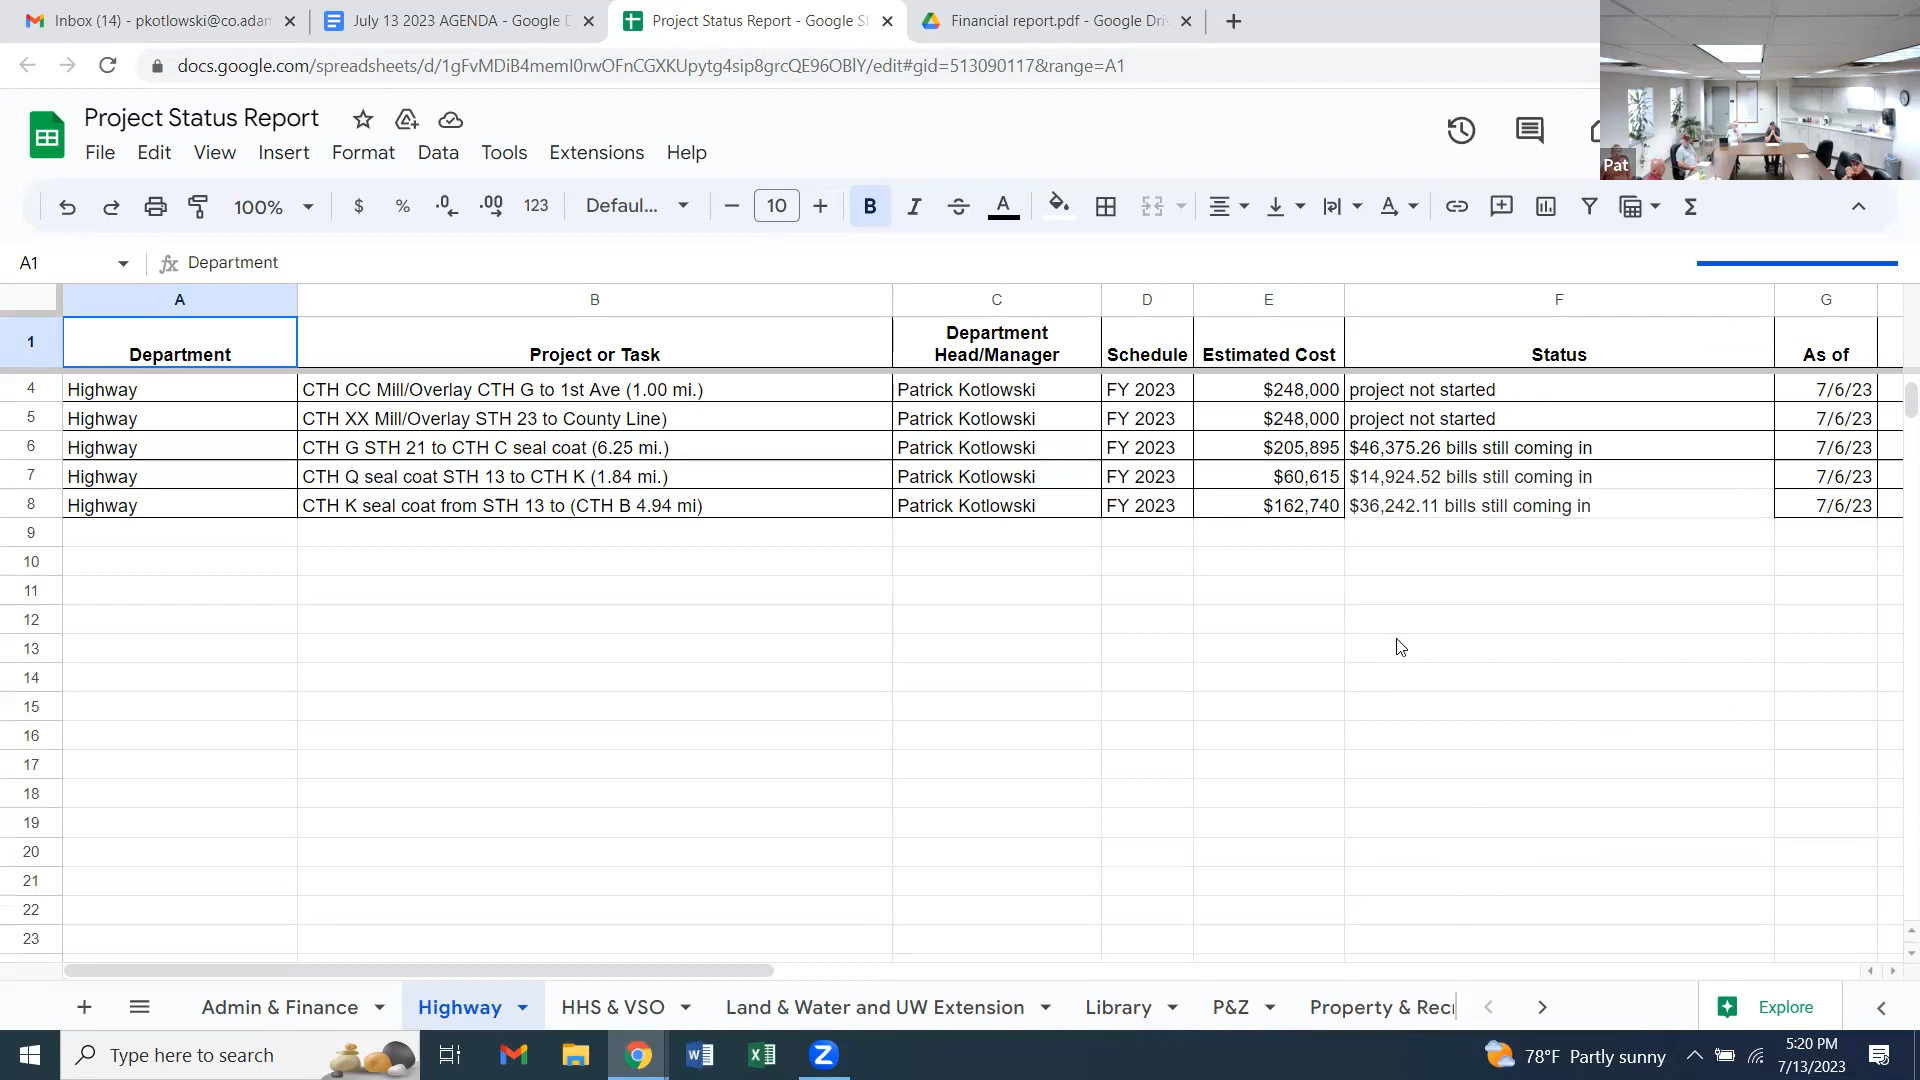 Inbox (14) - pkotlowski@co.adam
July 13 2023 AGENDA - Google D
Project Status Report - Google Sh
Financial report.pdf - Google Driv
docs.google.com/spreadsheets/d/1gFvMDiB4memI0rwOFnCGXKUpytg4sip8grcQE96OBlY/edit#gid=513090117&range=A1
Project Status Report
File Edit View Insert Format Data Tools Extensions Help
Pat
100% $ % .0 .00 123 Defaul... 10 B I S A
A1 fx Department
A B C D E F G
1 Department Project or Task Department Head/Manager Schedule Estimated Cost Status As of
4 Highway CTH CC Mill/Overlay CTH G to 1st Ave (1.00 mi.) Patrick Kotlowski FY 2023 $248,000 project not started 7/6/23
5 Highway CTH XX Mill/Overlay STH 23 to County Line) Patrick Kotlowski FY 2023 $248,000 project not started 7/6/23
6 Highway CTH G STH 21 to CTH C seal coat (6.25 mi.) Patrick Kotlowski FY 2023 $205,895 $46,375.26 bills still coming in 7/6/23
7 Highway CTH Q seal coat STH 13 to CTH K (1.84 mi.) Patrick Kotlowski FY 2023 $60,615 $14,924.52 bills still coming in 7/6/23
8 Highway CTH K seal coat from STH 13 to (CTH B 4.94 mi) Patrick Kotlowski FY 2023 $162,740 $36,242.11 bills still coming in 7/6/23
9
10
11
12
13
14
15
16
17
18
19
20
21
22
23
Admin & Finance Highway HHS & VSO Land & Water and UW Extension Library P&Z Property & Recr Explore
Type here to search
78°F Partly sunny
5:20 PM
7/13/2023